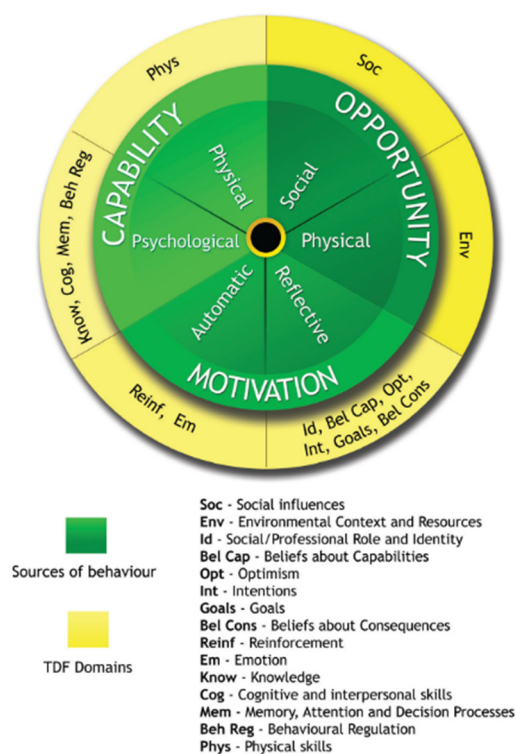 Phys
Soc
CAPABILITY
OPPORTUNITY
Physical
Social
Know, Cog, Mem, Beh Reg
Psychological
Physical
Env
Automatic
Reflective
MOTIVATION
Reinf, Em
Id, Bel Cap, Opt,
Int, Goals, Bel Cons
Sources of behaviour
TDF Domains
Soc - Social influences
Env - Environmental Context and Resources
Id - Social/Professional Role and Identity
Bel Cap - Beliefs about Capabilities
Opt - Optimism
Int - Intentions
Goals - Goals
Bel Cons - Beliefs about Consequences
Reinf - Reinforcement
Em - Emotion
Know - Knowledge
Cog - Cognitive and interpersonal skills
Mem - Memory, Attention and Decision Processes
Beh Reg - Behavioural Regulation
Phys - Physical skills